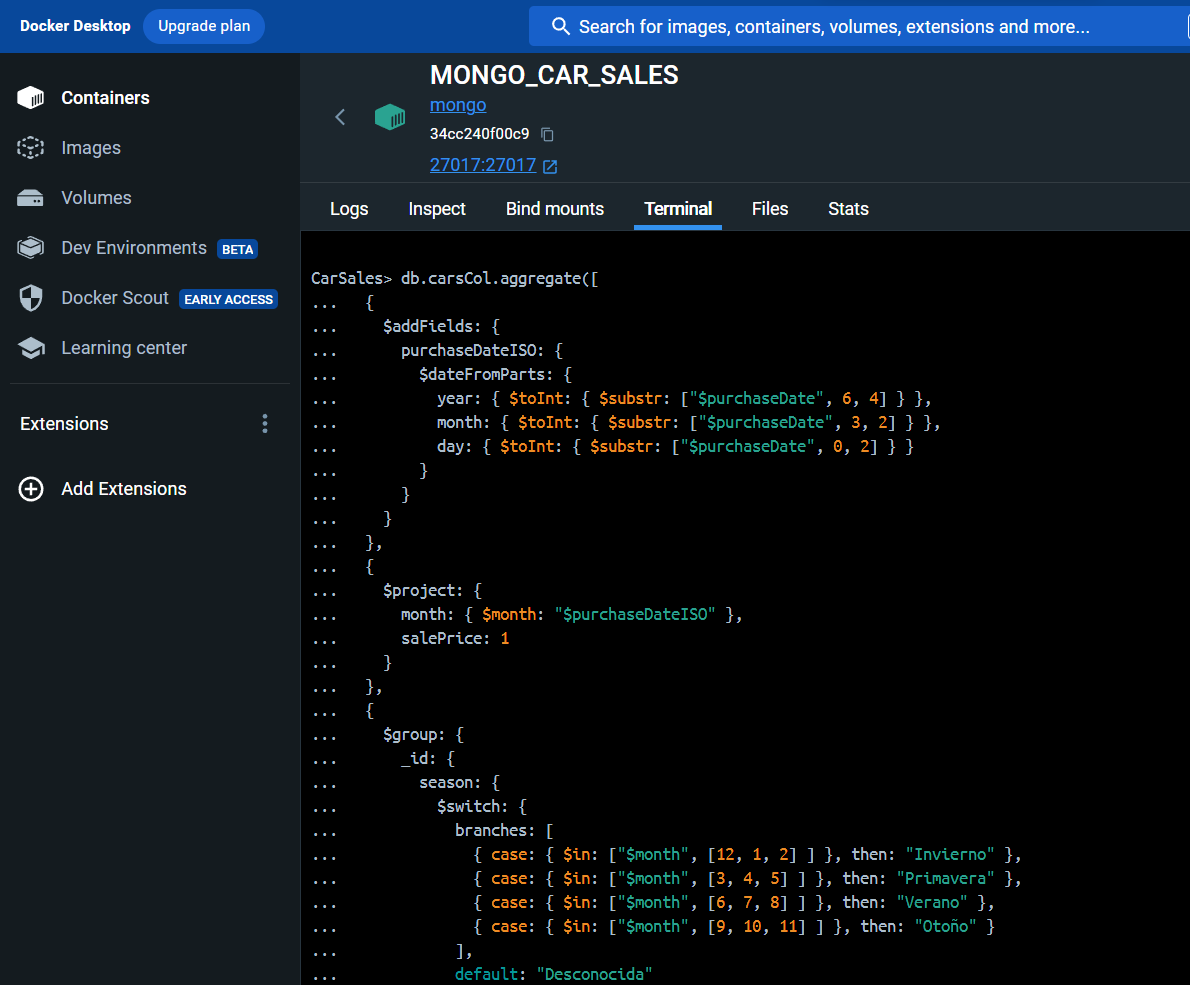 Docker Desktop
Upgrade plan
Search for images, containers, volumes, extensions and more...
Containers
Images
Volumes
Dev Environments BETA
Docker Scout EARLY ACCESS
Learning center
Extensions
Add Extensions
MONGO_CAR_SALES
mongo
34cc240f00c9
27017:27017
Logs Inspect Bind mounts Terminal Files Stats
CarSales> db.carsCol.aggregate([
...   {
...     $addFields: {
...       purchaseDateISO: {
...         $dateFromParts: {
...           year: { $toInt: { $substr: ["$purchaseDate", 6, 4] } },
...           month: { $toInt: { $substr: ["$purchaseDate", 3, 2] } },
...           day: { $toInt: { $substr: ["$purchaseDate", 0, 2] } }
...         }
...       }
...     }
...   },
...   {
...     $project: {
...       month: { $month: "$purchaseDateISO" },
...       salePrice: 1
...     }
...   },
...   {
...     $group: {
...       _id: {
...         season: {
...           $switch: {
...             branches: [
...               { case: { $in: ["$month", [12, 1, 2] ] }, then: "Invierno" },
...               { case: { $in: ["$month", [3, 4, 5] ] }, then: "Primavera" },
...               { case: { $in: ["$month", [6, 7, 8] ] }, then: "Verano" },
...               { case: { $in: ["$month", [9, 10, 11] ] }, then: "Otoño" }
...             ],
...             default: "Desconocida"